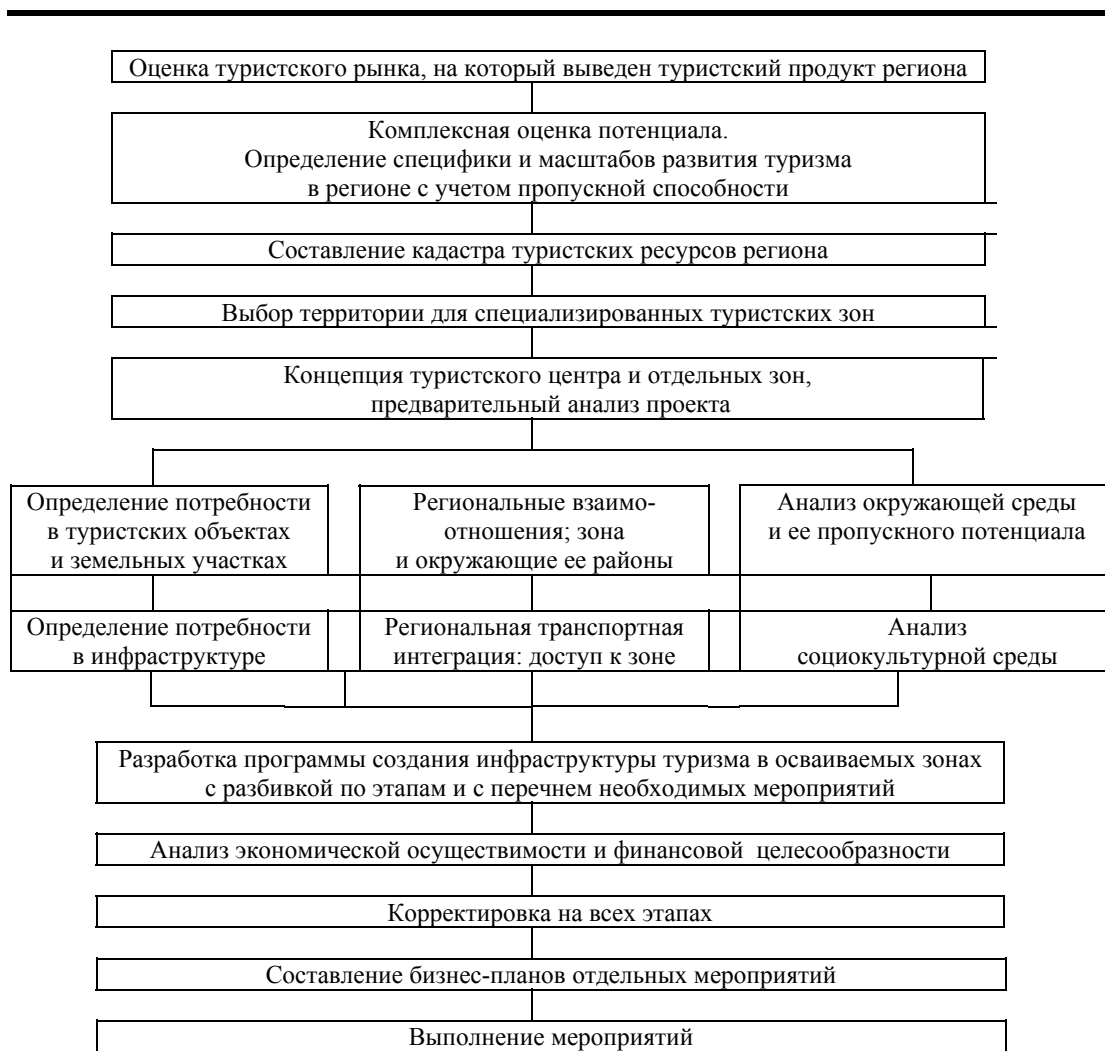 Оценка туристского рынка, на который выведен туристский продукт региона
Комплексная оценка потенциала.
Определение специфики и масштабов развития туризма
в регионе с учетом пропускной способности
Составление кадастра туристских ресурсов региона
Выбор территории для специализированных туристских зон
Концепция туристского центра и отдельных зон,
предварительный анализ проекта
Определение потребности
в туристских объектах
и земельных участках
Региональные взаимо-
отношения; зона
и окружающие ее районы
Анализ окружающей среды
и ее пропускного потенциала
Определение потребности
в инфраструктуре
Региональная транспортная
интеграция: доступ к зоне
Анализ
социокультурной среды
Разработка программы создания инфраструктуры туризма в осваиваемых зонах
с разбивкой по этапам и с перечнем необходимых мероприятий
Анализ экономической осуществимости и финансовой целесообразности
Корректировка на всех этапах
Составление бизнес-планов отдельных мероприятий
Выполнение мероприятий